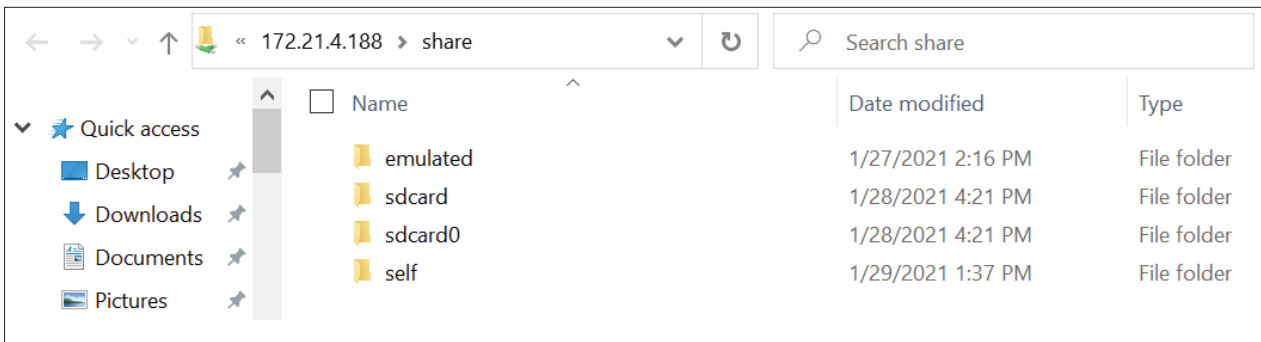 « 172.21.4.188 › share
Search share
Name Date modified Type
Quick access
Desktop
Downloads
Documents
Pictures
emulated 1/27/2021 2:16 PM File folder
sdcard 1/28/2021 4:21 PM File folder
sdcard0 1/28/2021 4:21 PM File folder
self 1/29/2021 1:37 PM File folder